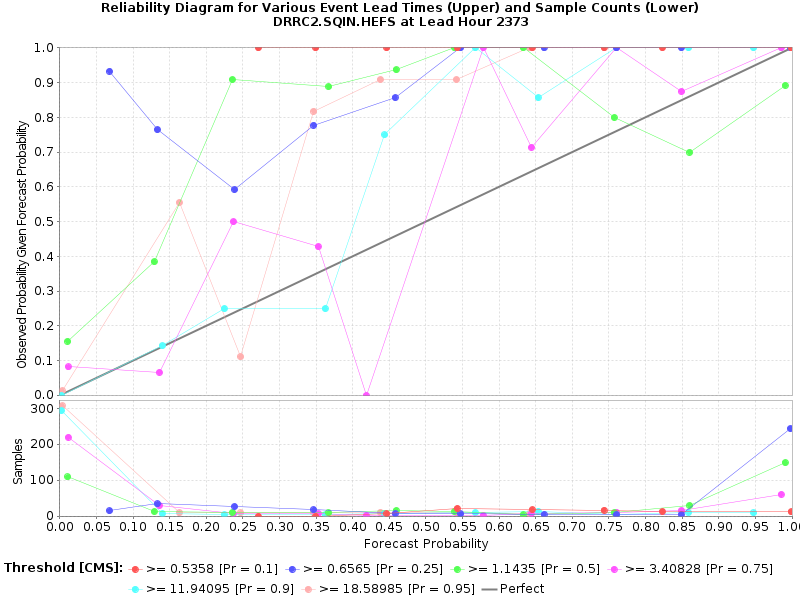 Reliability Diagram for Various Event Lead Times (Upper) and Sample Counts (Lower)
DRRC2.SQIN.HEFS at Lead Hour 2373
Observed Probability Given Forecast Probability
1.0
0.9
0.8
0.7
0.6
0.5
0.4
0.3
0.2
0.1
0.0
Samples
300
200
100
0
0.00 0.05 0.10 0.15 0.20 0.25 0.30 0.35 0.40 0.45 0.50 0.55 0.60 0.65 0.70 0.75 0.80 0.85 0.90 0.95 1.0
Forecast Probability
Threshold [CMS]: >= 0.5358 [Pr = 0.1] >= 0.6565 [Pr = 0.25] >= 1.1435 [Pr = 0.5] >= 3.40828 [Pr = 0.75]
>= 11.94095 [Pr = 0.9] >= 18.58985 [Pr = 0.95] Perfect